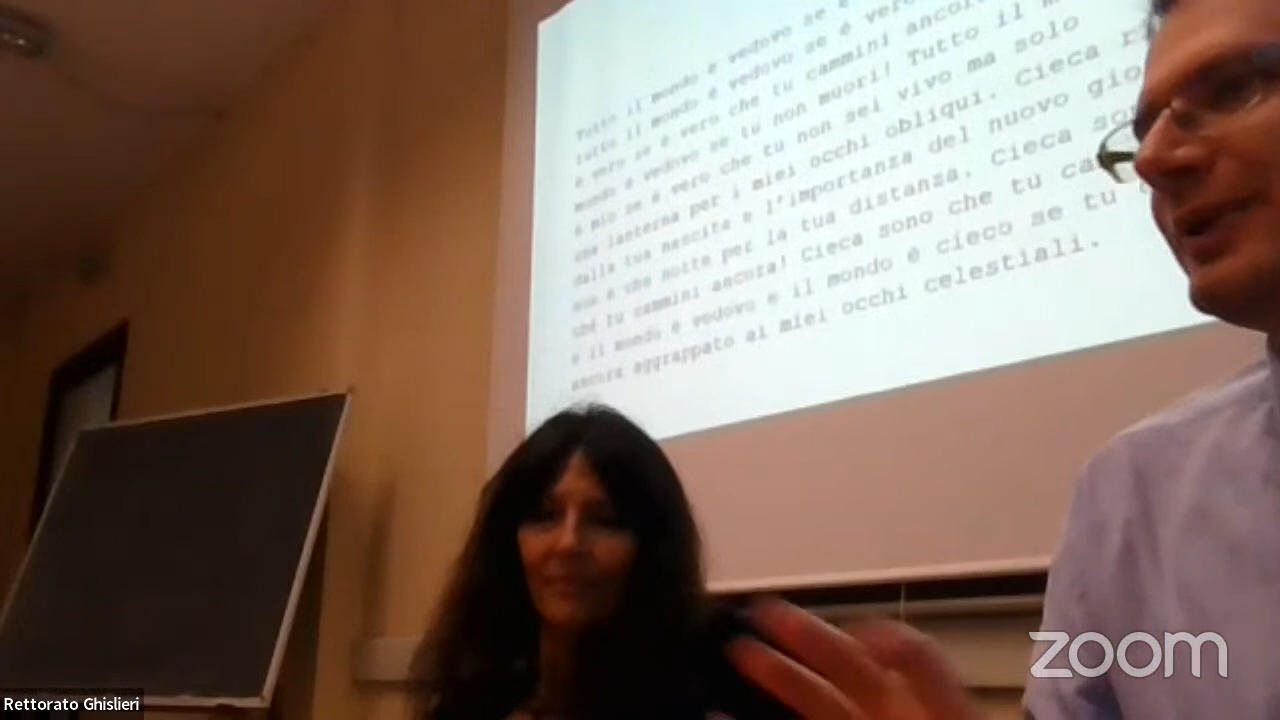 Tutto il mondo è vedovo se è
tutto il mondo è vedovo se è vero
è vero se è vero che tu cammini ancora
mondo è vedovo se tu non muori! Tutto il
è mio se è vero che tu non sei vivo ma solo
una lanterna per i miei occhi obliqui. Cieca
dalla tua nascita e l'importanza del nuovo
non è che notte per la tua distanza. Cieca
ché tu cammini ancora! Cieca sono che tu
e il mondo è vedovo e il mondo è cieco se tu
ancora aggrappato ai miei occhi celestiali.
zoom
Rettorato Ghislieri